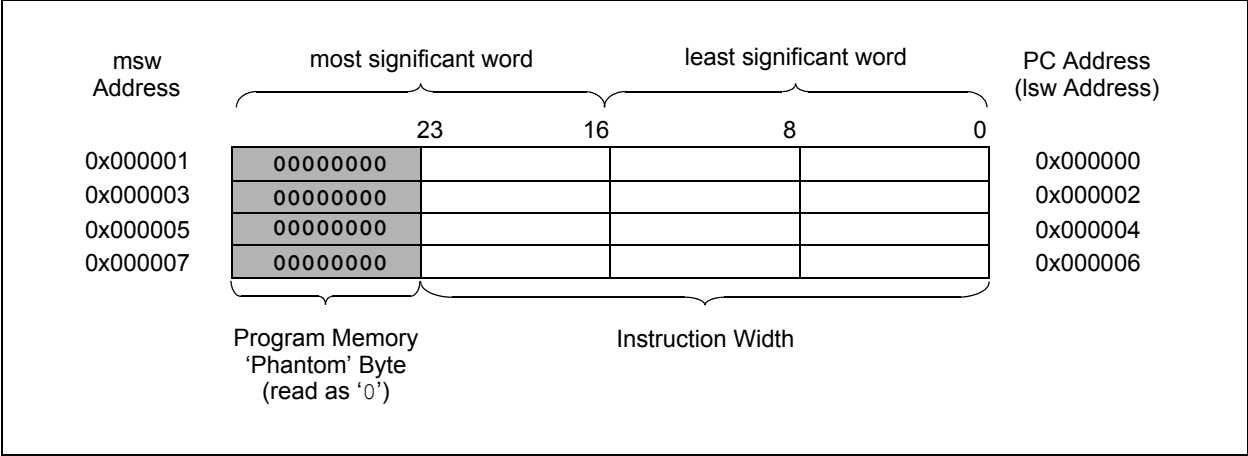 msw
Address
most significant word
least significant word
PC Address
(lsw Address)
23 16 8 0
0x000001 00000000 0x000000
0x000003 00000000 0x000002
0x000005 00000000 0x000004
0x000007 00000000 0x000006
Program Memory
‘Phantom’ Byte
(read as ‘0’)
Instruction Width